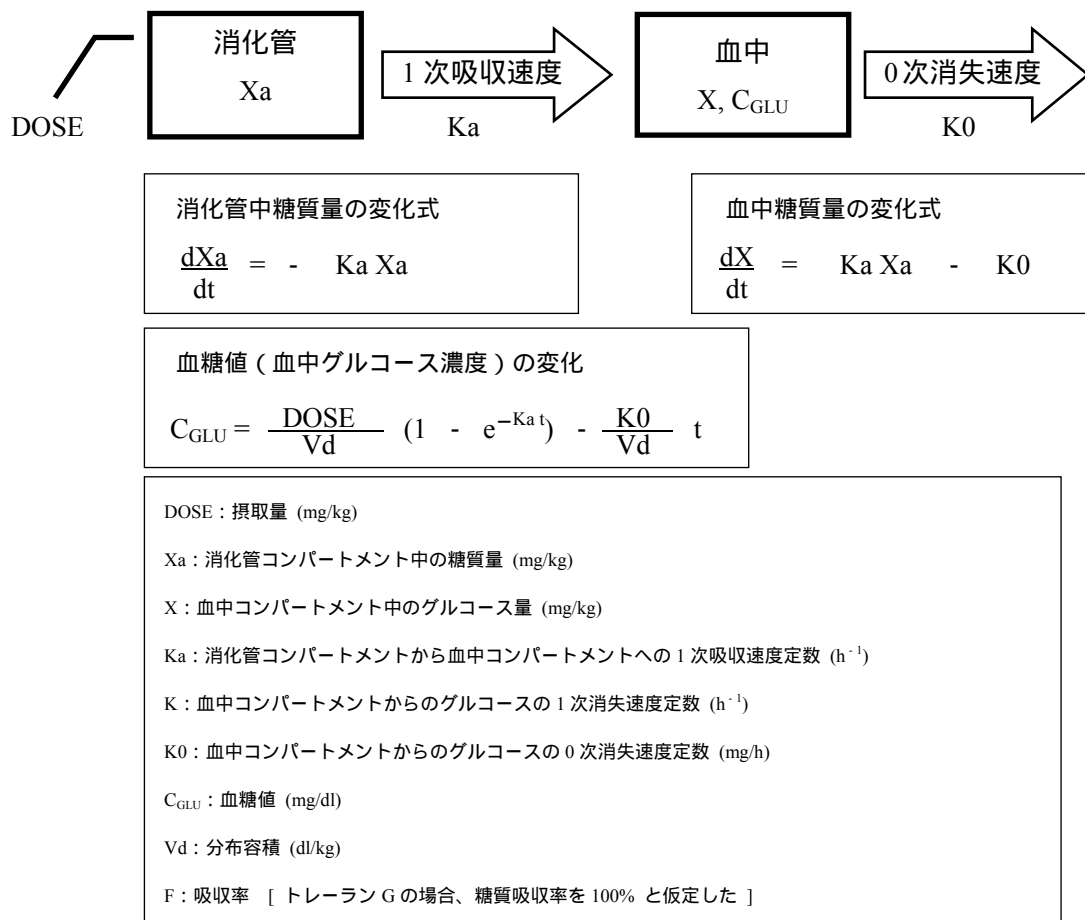 消化管
Xa
DOSE
1 次吸収速度
Ka
血中
X, CGLU
0 次消失速度
K0
消化管中糖質量の変化式
dXa/dt = - Ka Xa
血中糖質量の変化式
dX/dt = Ka Xa - K0
血糖値（血中グルコース濃度）の変化
CGLU = DOSE/Vd (1 - e^−Ka t) - K0/Vd t
DOSE：摂取量 (mg/kg)
Xa：消化管コンパートメント中の糖質量 (mg/kg)
X：血中コンパートメント中のグルコース量 (mg/kg)
Ka：消化管コンパートメントから血中コンパートメントへの 1 次吸収速度定数 (h⁻¹)
K：血中コンパートメントからのグルコースの 1 次消失速度定数 (h⁻¹)
K0：血中コンパートメントからのグルコースの 0 次消失速度定数 (mg/h)
CGLU：血糖値 (mg/dl)
Vd：分布容積 (dl/kg)
F：吸収率 [ トレーラン G の場合、糖質吸収率を 100% と仮定した ]